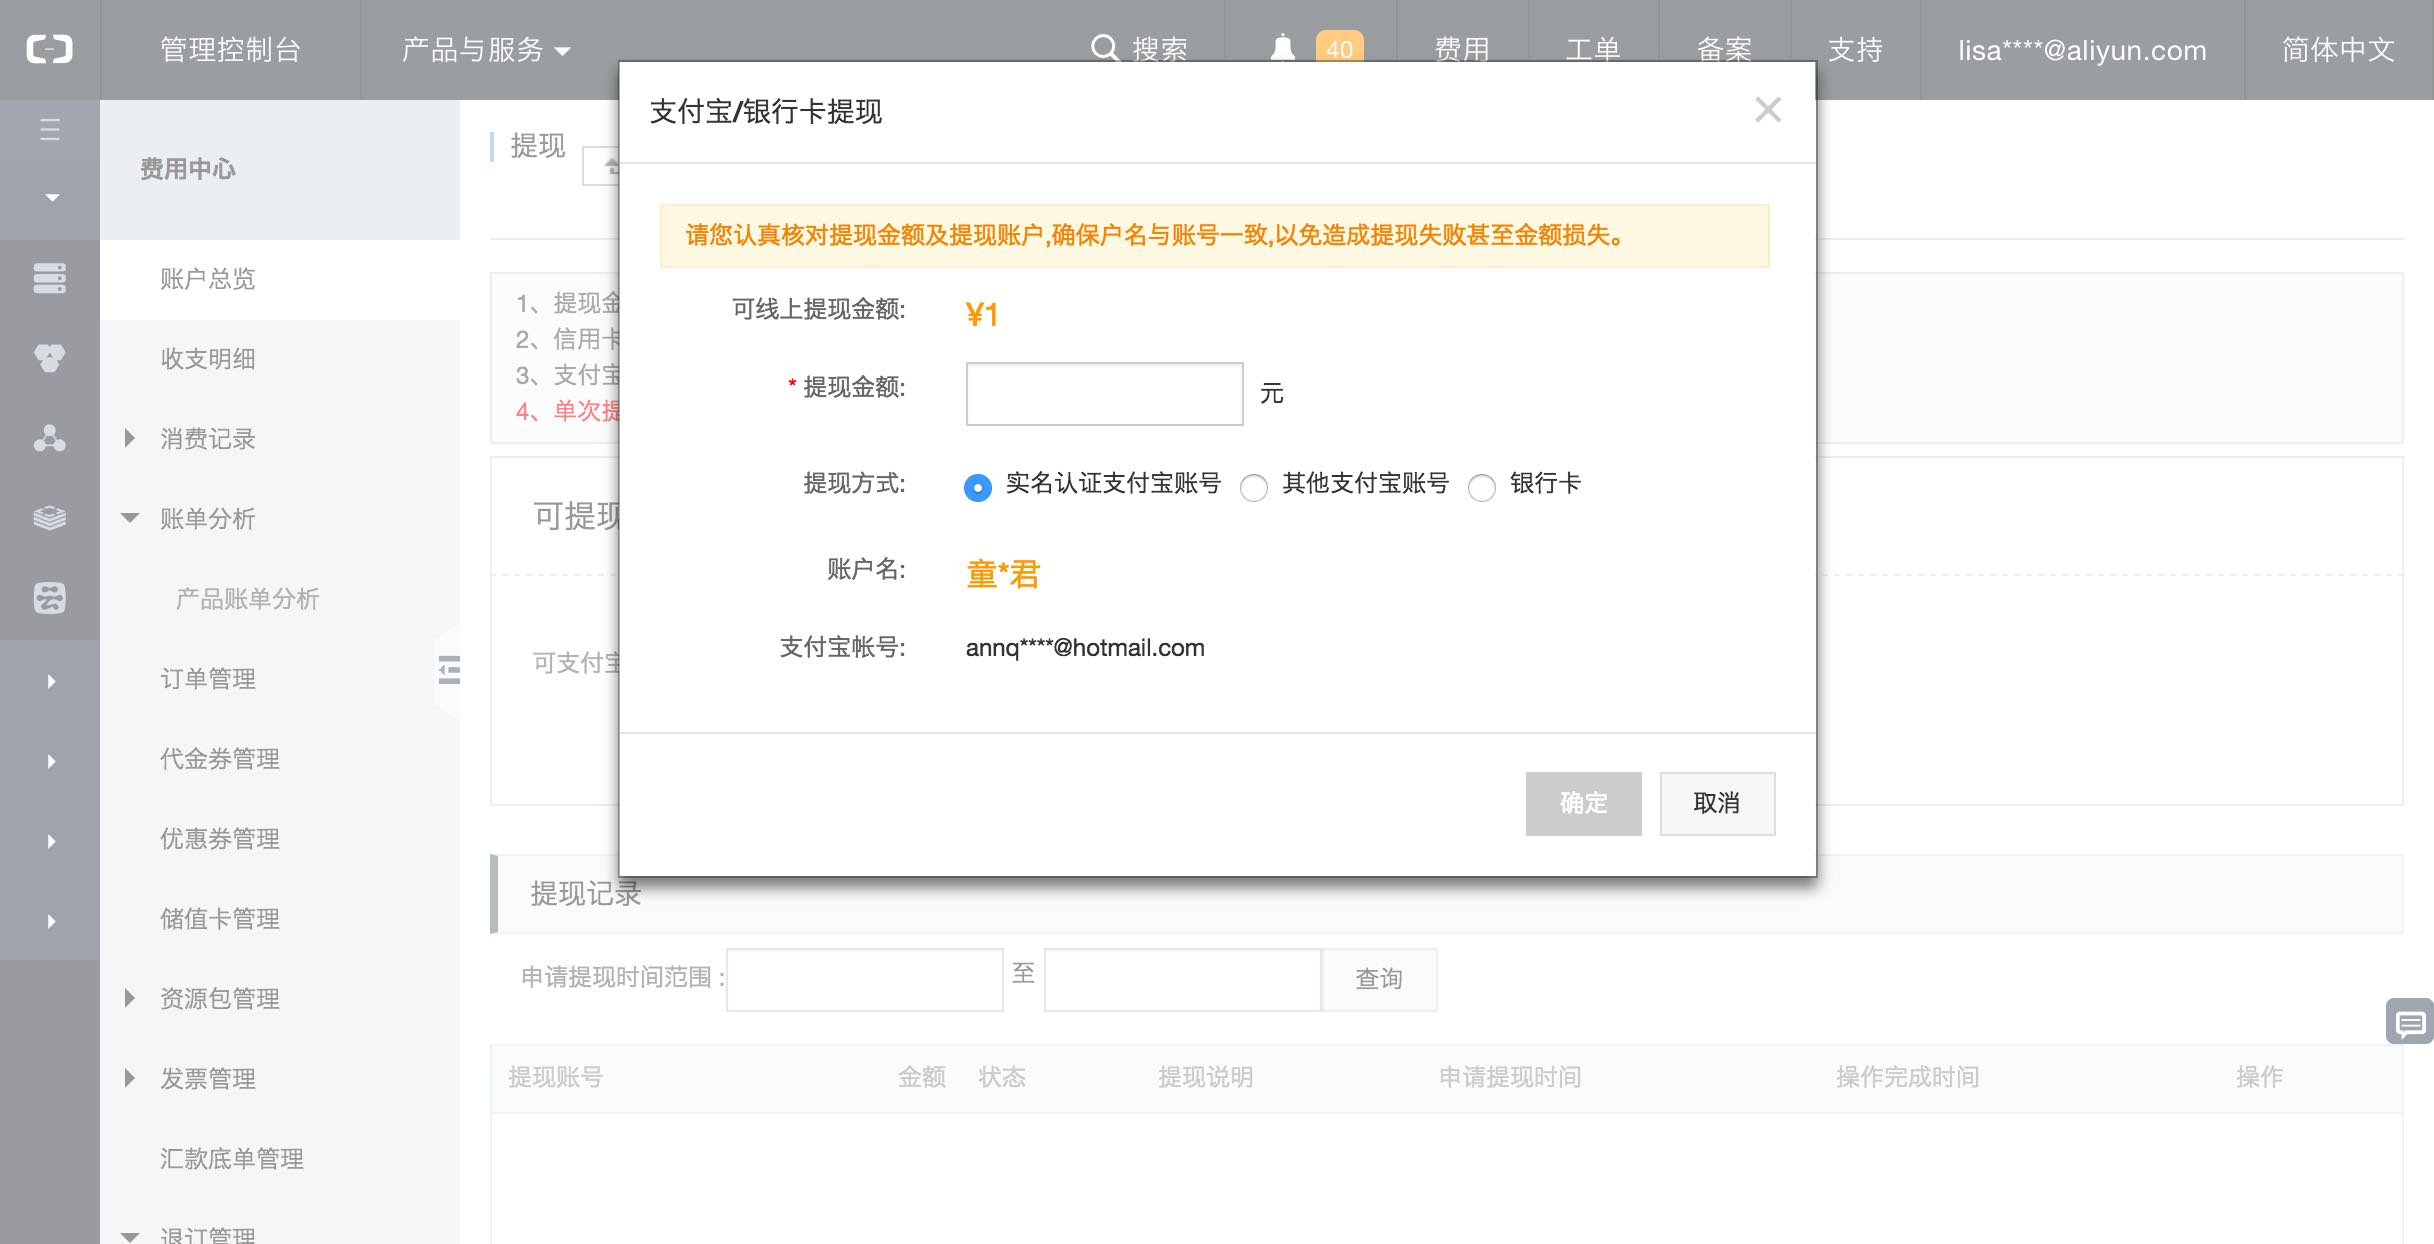 管理控制台
产品与服务
搜索
40
费用
工单
备案
支持
lisa****@aliyun.com
简体中文
费用中心
账户总览
收支明细
消费记录
账单分析
产品账单分析
订单管理
代金券管理
优惠券管理
储值卡管理
资源包管理
发票管理
汇款底单管理
退订管理
提现
1、提现金
2、信用卡
3、支付宝
4、单次提
可提现
可支付宝
支付宝/银行卡提现
请您认真核对提现金额及提现账户,确保户名与账号一致,以免造成提现失败甚至金额损失。
可线上提现金额: ¥1
* 提现金额: 元
提现方式: 实名认证支付宝账号 其他支付宝账号 银行卡
账户名: 童*君
支付宝帐号: annq****@hotmail.com
确定 取消
提现记录
申请提现时间范围 : 至 查询
提现账号 金额 状态 提现说明 申请提现时间 操作完成时间 操作